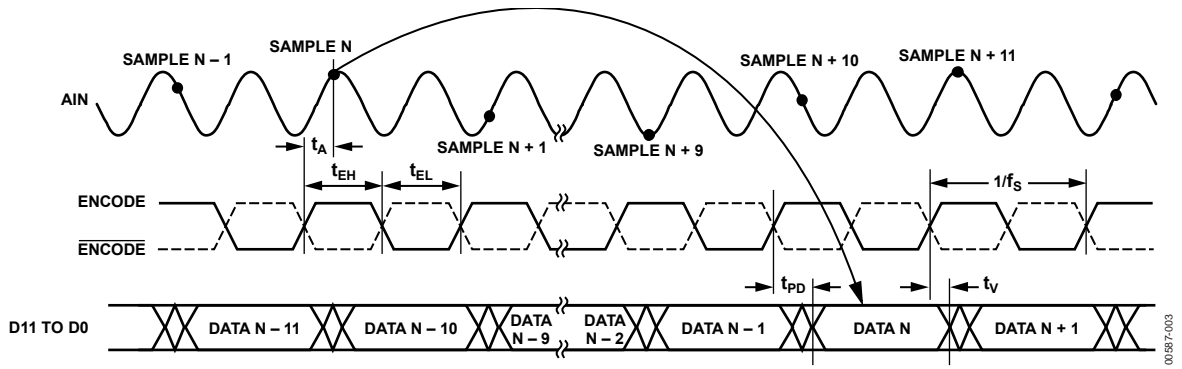 SAMPLE N – 1
SAMPLE N
SAMPLE N + 10
SAMPLE N + 11
AIN
tA
SAMPLE N + 1
SAMPLE N + 9
tEH
tEL
1/fS
ENCODE
ENCODE
tPD
tV
D11 TO D0
DATA N – 11
DATA N – 10
DATA
N – 9
DATA
N – 2
DATA N – 1
DATA N
DATA N + 1
00587-003